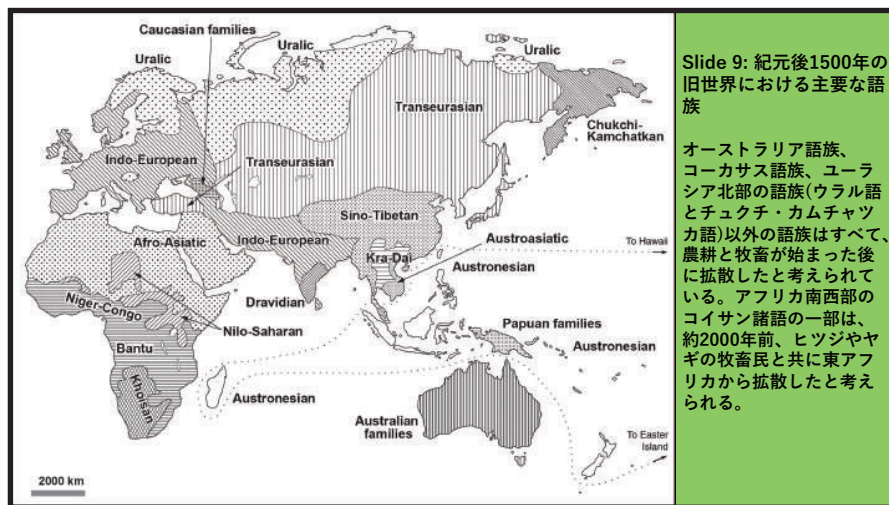 Caucasian families
Uralic
Uralic
Uralic
Transeurasian
Chukchi-
Kamchatkan
Indo-European
Transeurasian
Sino-Tibetan
Afro-Asiatic
Indo-European
Austroasiatic
To Hawaii
Kra-Dai
Austronesian
Niger-Congo
Dravidian
Nilo-Saharan
Papuan families
Bantu
Austronesian
Khoisan
Austronesian
Australian
families
To Easter
Island
2000 km
Slide 9: 紀元後1500年の
旧世界における主要な語
族
オーストラリア語族、
コーカサス語族、ユーラ
シア北部の語族(ウラル語
とチュクチ・カムチャツ
カ語)以外の語族はすべて、
農耕と牧畜が始まった後
に拡散したと考えられて
いる。アフリカ南西部の
コイサン諸語の一部は、
約2000年前、ヒツジやヤ
ギの牧畜民と共に東アフ
リカから拡散したと考え
られる。